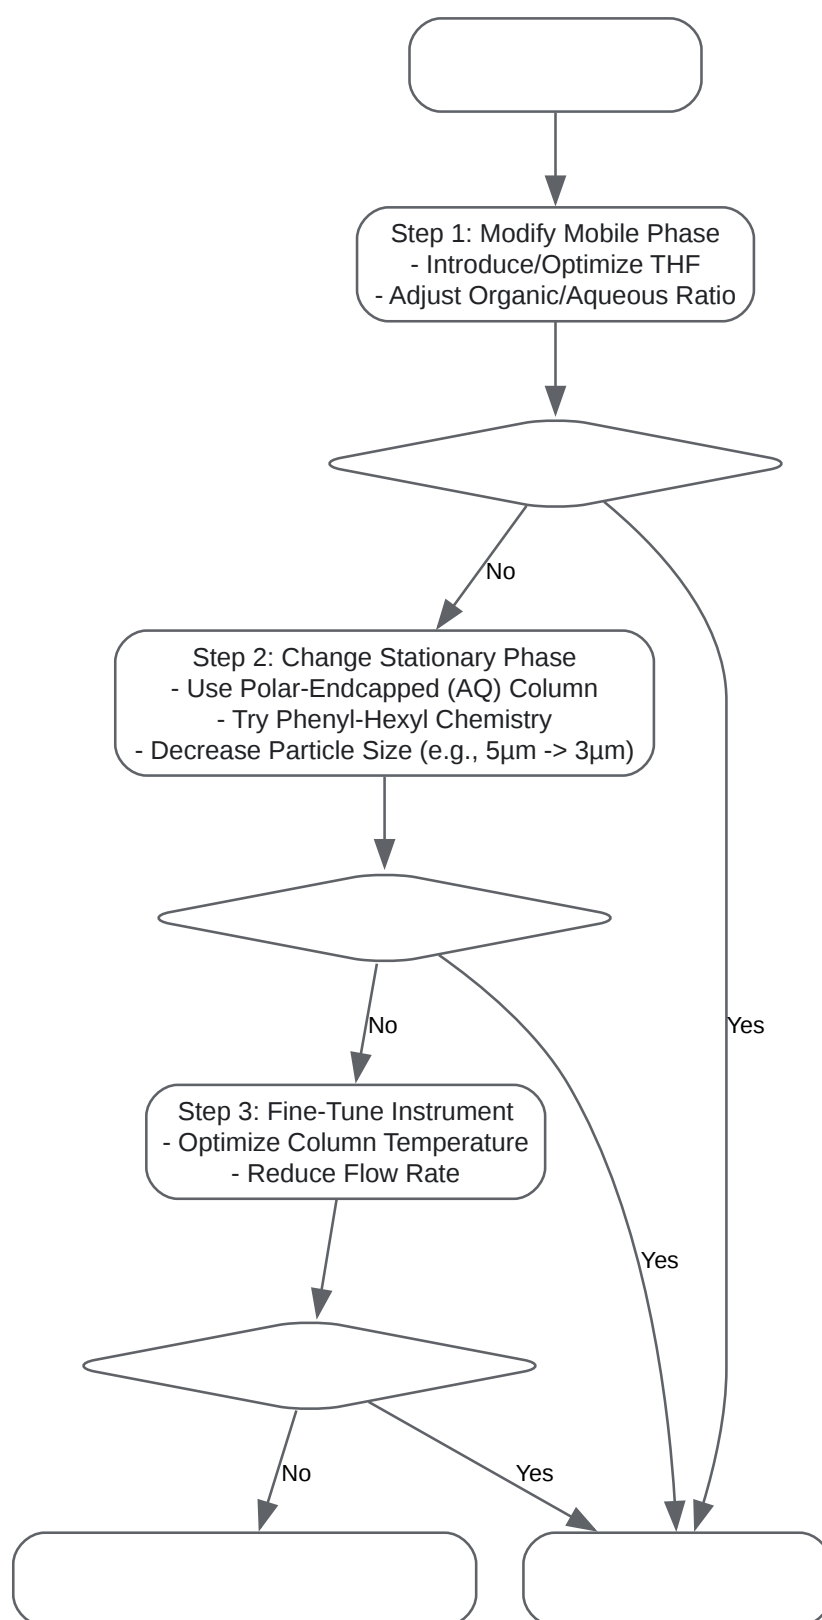 Step 1: Modify Mobile Phase
- Introduce/Optimize THF
- Adjust Organic/Aqueous Ratio
No
Step 2: Change Stationary Phase
- Use Polar-Endcapped (AQ) Column
- Try Phenyl-Hexyl Chemistry
- Decrease Particle Size (e.g., 5µm -> 3µm)
No
Yes
Step 3: Fine-Tune Instrument
- Optimize Column Temperature
- Reduce Flow Rate
Yes
No
Yes